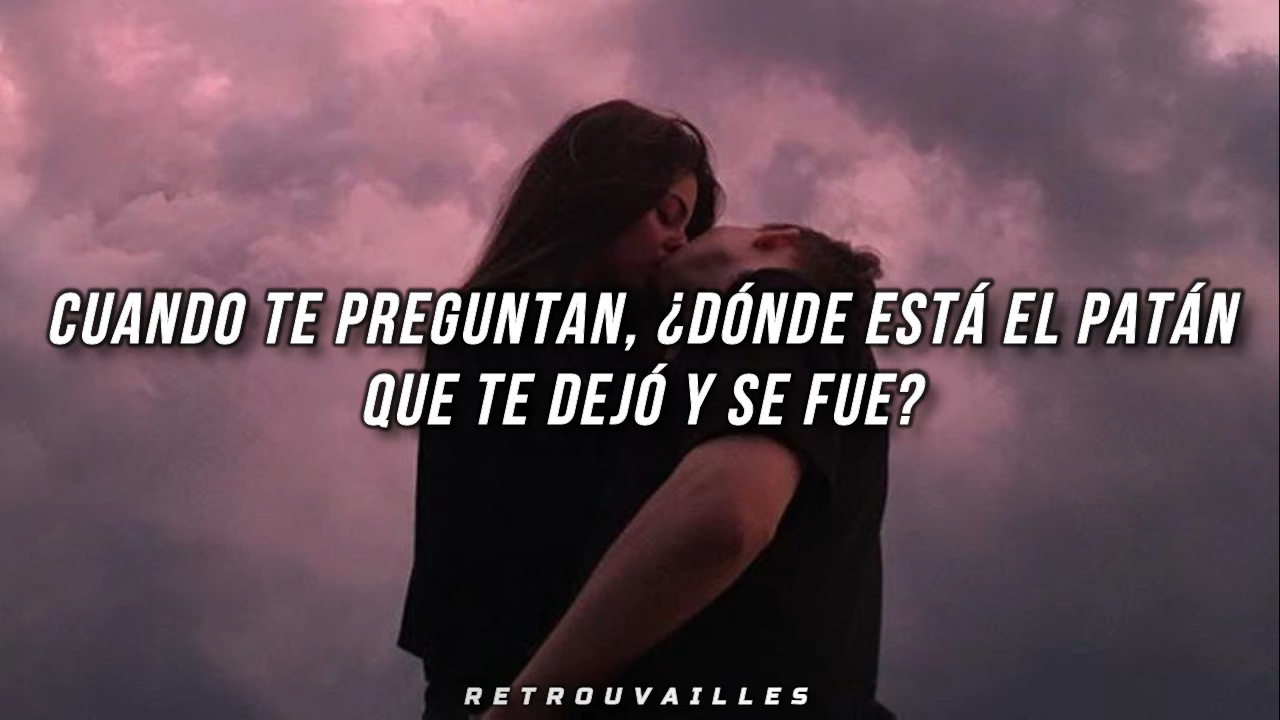 CUANDO TE PREGUNTAN, ¿DÓNDE ESTÁ EL PATÁN
QUE TE DEJÓ Y SE FUE?
RETROUVAILLES